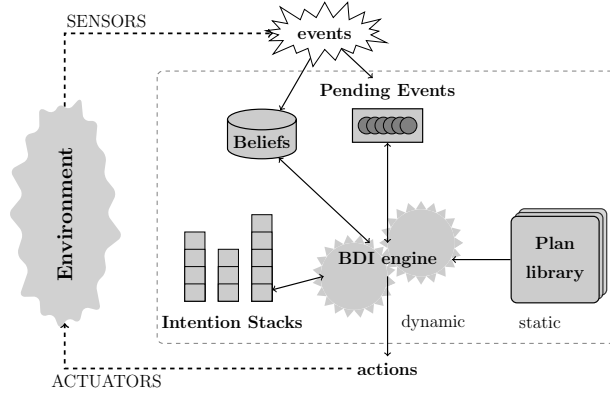 SENSORS
events
Pending Events
Beliefs
Environment
BDI engine
Plan
library
Intention Stacks
dynamic
static
actions
ACTUATORS